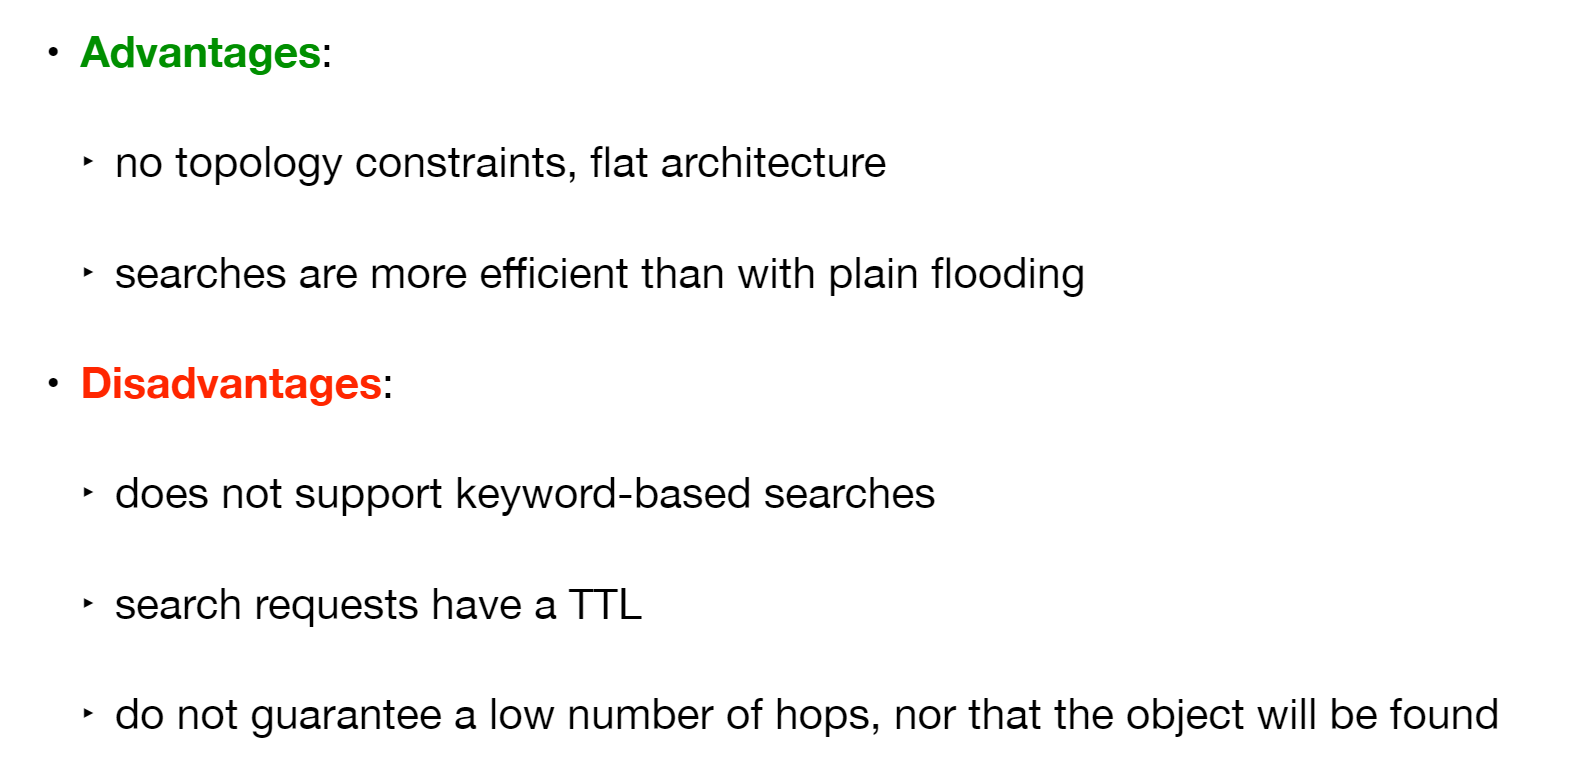 • Advantages:
‣ no topology constraints, flat architecture
‣ searches are more efficient than with plain flooding
• Disadvantages:
‣ does not support keyword-based searches
‣ search requests have a TTL
‣ do not guarantee a low number of hops, nor that the object will be found